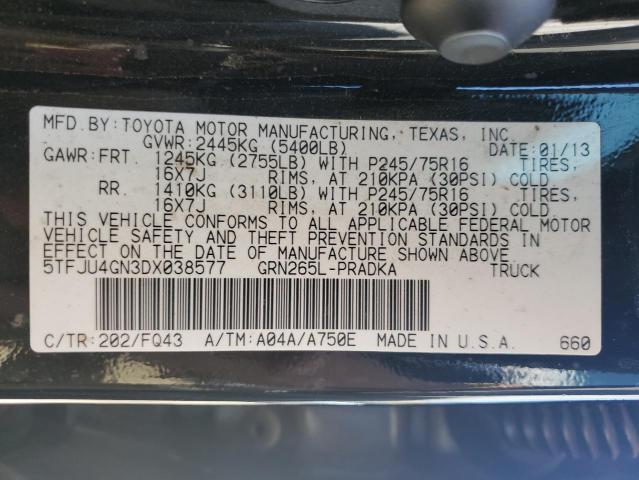 MFD.BY:TOYOTA MOTOR MANUFACTURING, TEXAS, INC.
GVWR:2445KG (5400LB) DATE:01/13
GAWR:FRT. 1245KG (2755LB) WITH P245/75R16 TIRES,
16X7J RIMS, AT 210KPA (30PSI) COLD
RR. 1410KG (3110LB) WITH P245/75R16 TIRES,
16X7J RIMS, AT 210KPA (30PSI) COLD
THIS VEHICLE CONFORMS TO ALL APPLICABLE FEDERAL MOTOR
VEHICLE SAFETY AND THEFT PREVENTION STANDARDS IN
EFFECT ON THE DATE OF MANUFACTURE SHOWN ABOVE
5TFJU4GN3DX038577 GRN265L-PRADKA TRUCK
C/TR:202/FQ43 A/TM:A04A/A750E MADE IN U.S.A. 660